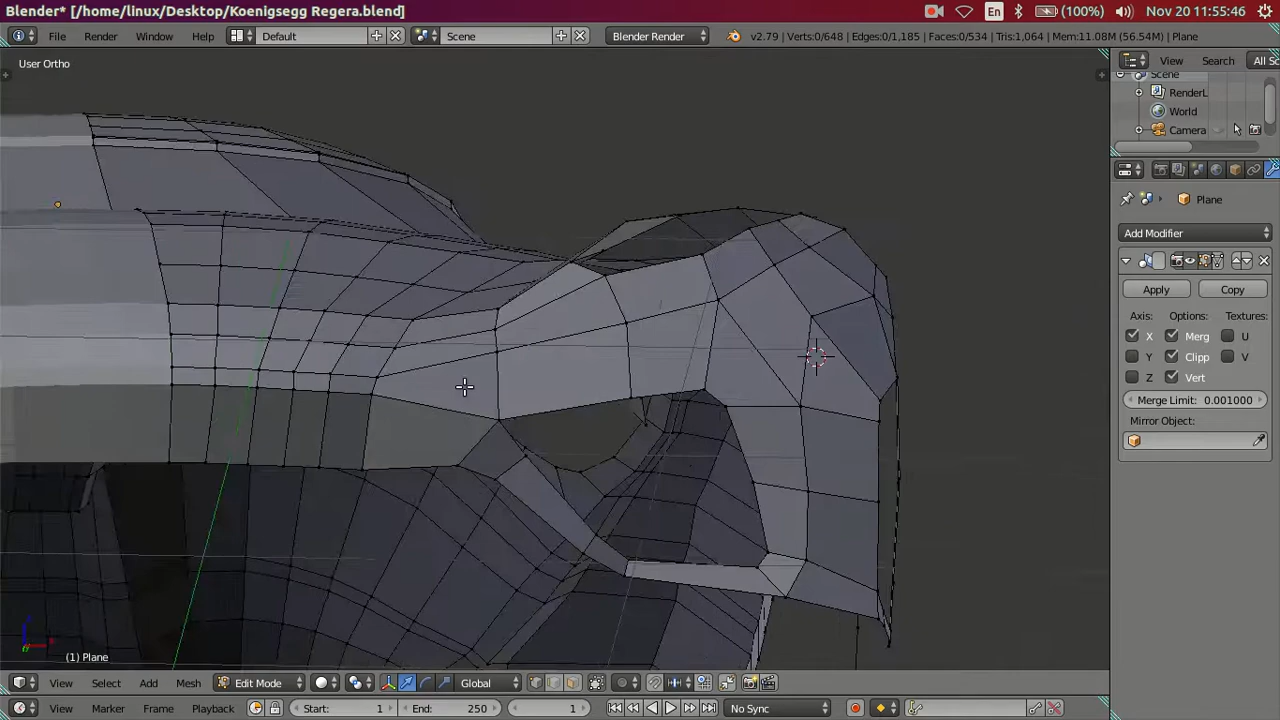 Blender* [/home/linux/Desktop/Koenigsegg Regera.blend]
En (100%) Nov 20 11:55:46
File Render Window Help Default Scene Blender Render v2.79 | Verts:0/648 | Edges:0/1,185 | Faces:0/534 | Tris:1,064 | Mem:11.08M (56.54M) | Plane
User Ortho
View Search All Sc
Scene
RenderL
World
Camera
Plane
Add Modifier
Apply Copy
Axis: Options: Textures:
X Merg U
Y Clipp V
Z Vert
Merge Limit: 0.001000
Mirror Object:
(1) Plane
View Select Add Mesh Edit Mode Global
View Marker Frame Playback Start: 1 End: 250 1 No Sync